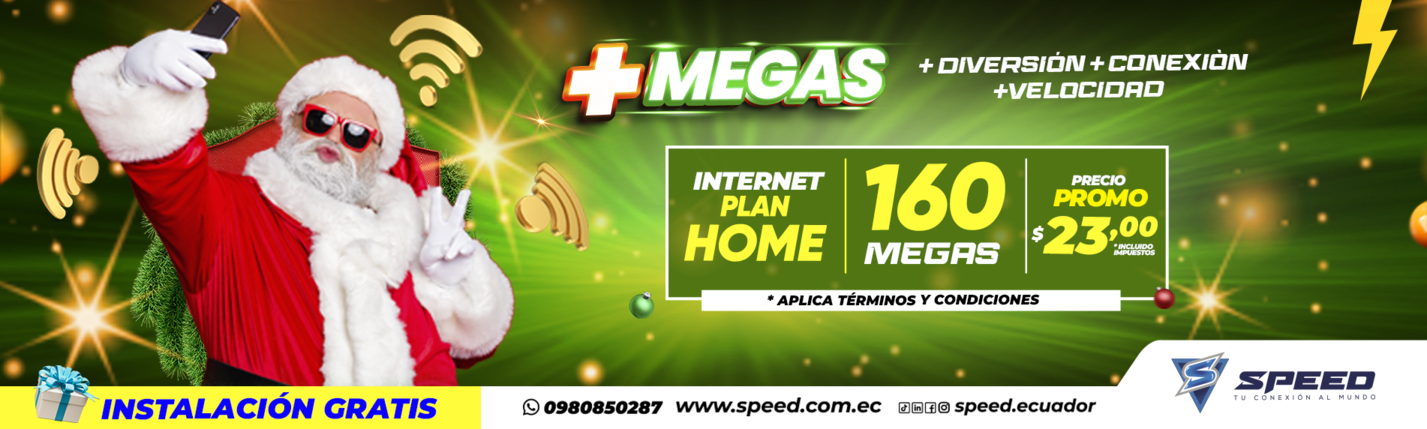 +MEGAS
+ DIVERSIÓN + CONEXIÒN
+VELOCIDAD
INTERNET
PLAN
HOME
160
MEGAS
PRECIO
PROMO
$23,00
* INCLUIDO
IMPUESTOS
* APLICA TÉRMINOS Y CONDICIONES
INSTALACIÓN GRATIS
0980850287 www.speed.com.ec speed.ecuador
SPEED
TU CONEXIÓN AL MUNDO